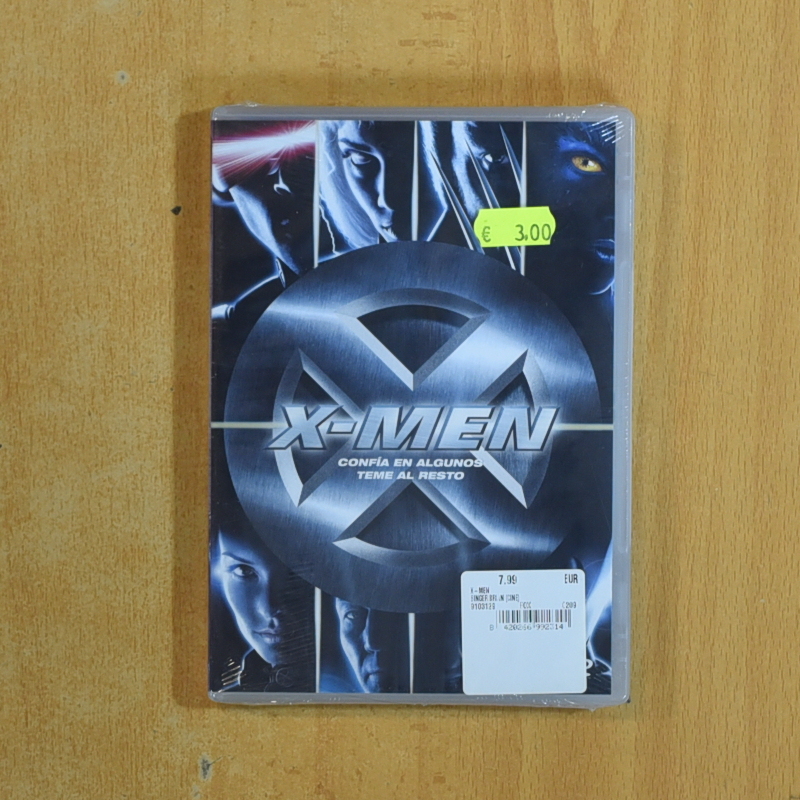 € 3.00
X-MEN
CONFÍA EN ALGUNOS
TEME AL RESTO
7.99 EUR
X-MEN